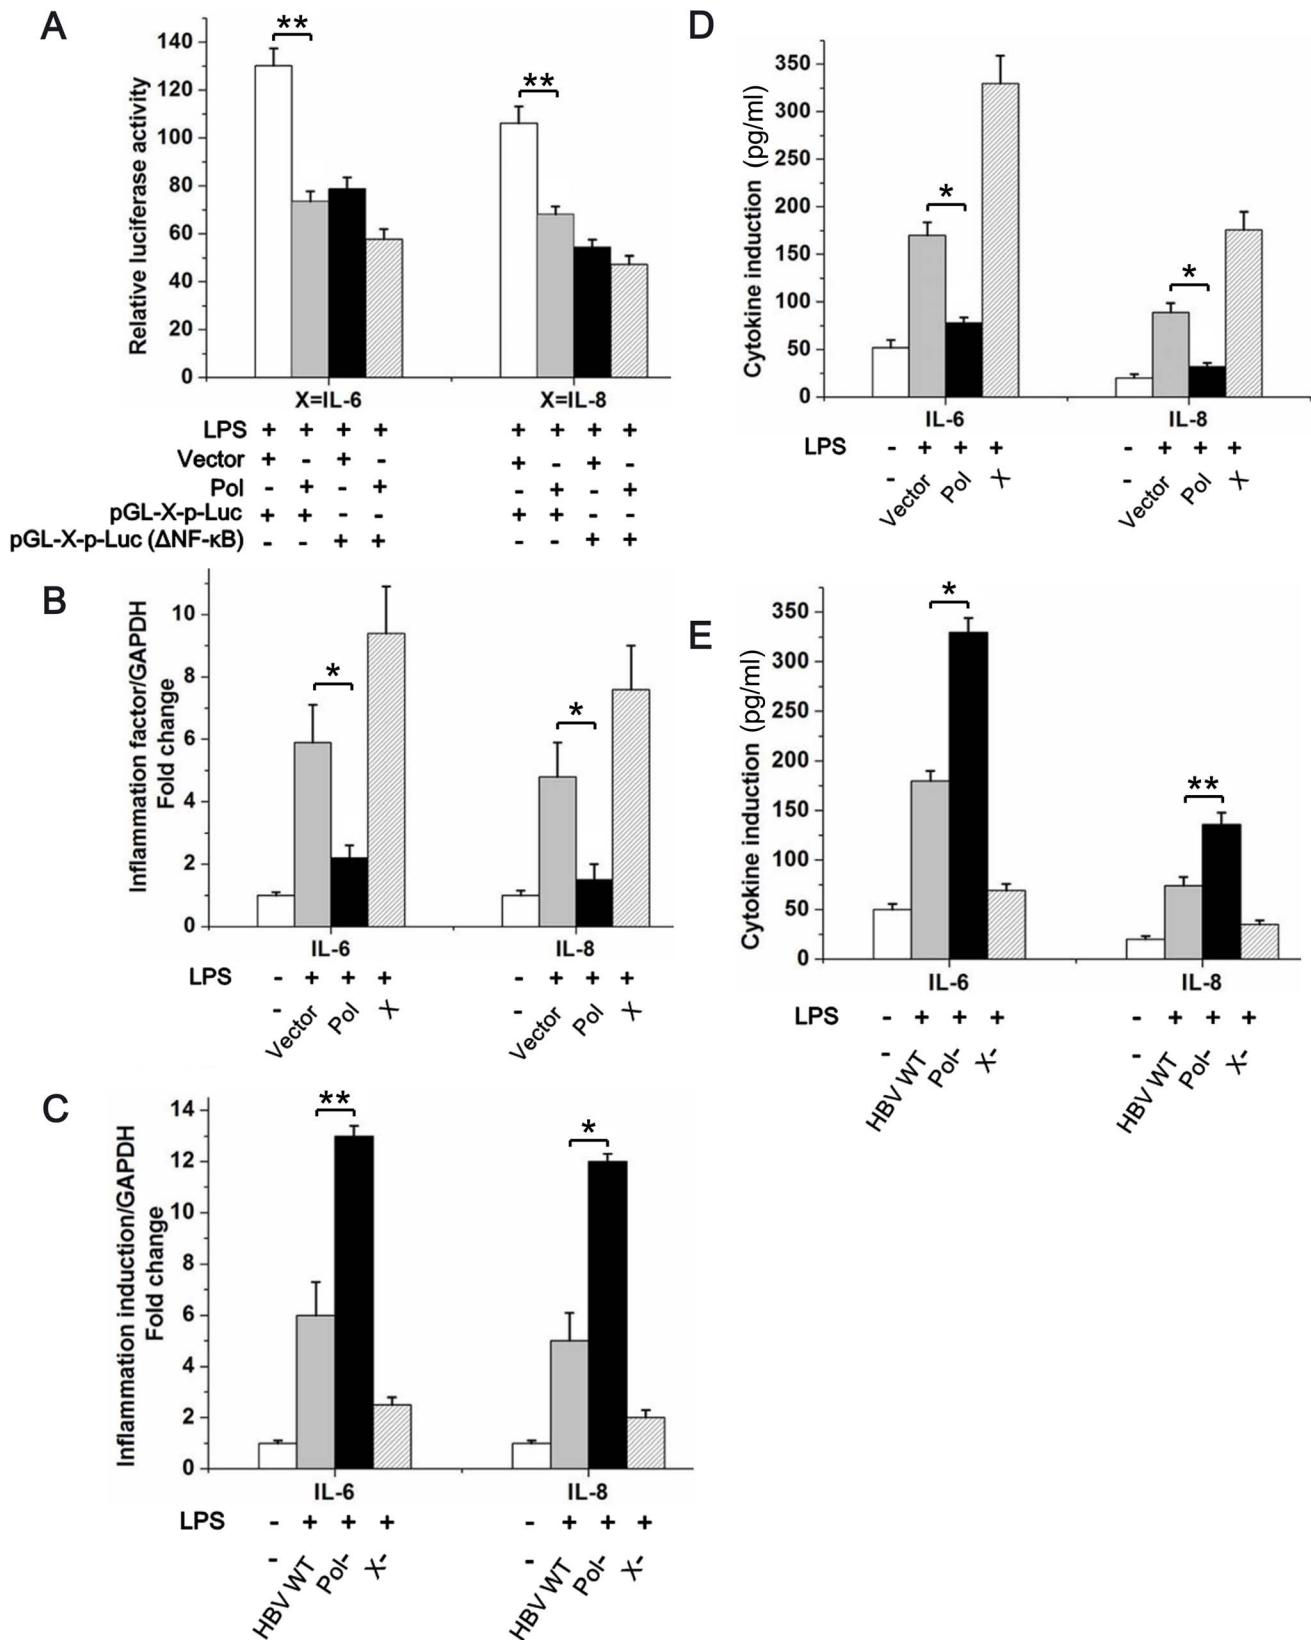 A
Relative luciferase activity
140
120
100
80
60
40
20
0
**
**
X=IL-6 X=IL-8
LPS + + + + + + + +
Vector + - + - + - + -
Pol - + - + - + - +
pGL-X-p-Luc + + - - + + - -
pGL-X-p-Luc (ΔNF-κB) - - + + - - + +
B
Inflammation factor/GAPDH
Fold change
10
8
6
4
2
0
*
*
IL-6 IL-8
LPS - + + + - + + +
- Vector Pol X - Vector Pol X
C
Inflammation induction/GAPDH
Fold change
14
12
10
8
6
4
2
0
**
*
IL-6 IL-8
LPS - + + + - + + +
- HBV WT Pol- X- - HBV WT Pol- X-
D
Cytokine induction (pg/ml)
350
300
250
200
150
100
50
0
*
*
IL-6 IL-8
LPS - + + + - + + +
- Vector Pol X - Vector Pol X
E
Cytokine induction (pg/ml)
350
300
250
200
150
100
50
0
*
**
IL-6 IL-8
LPS - + + + - + + +
- HBV WT Pol- X- - HBV WT Pol- X-